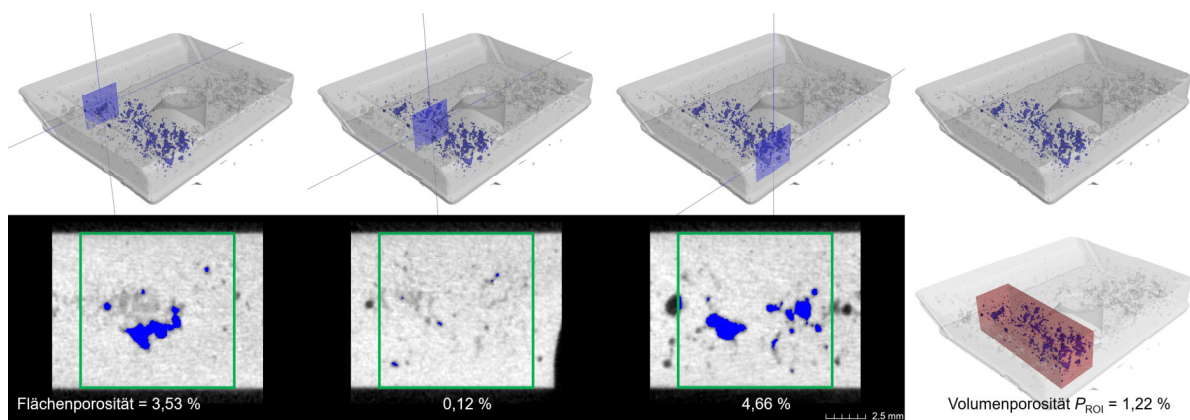 Flächenporosität = 3,53 %
0,12 %
4,66 %
2.5 mm
Volumenporosität P_ROI = 1,22 %